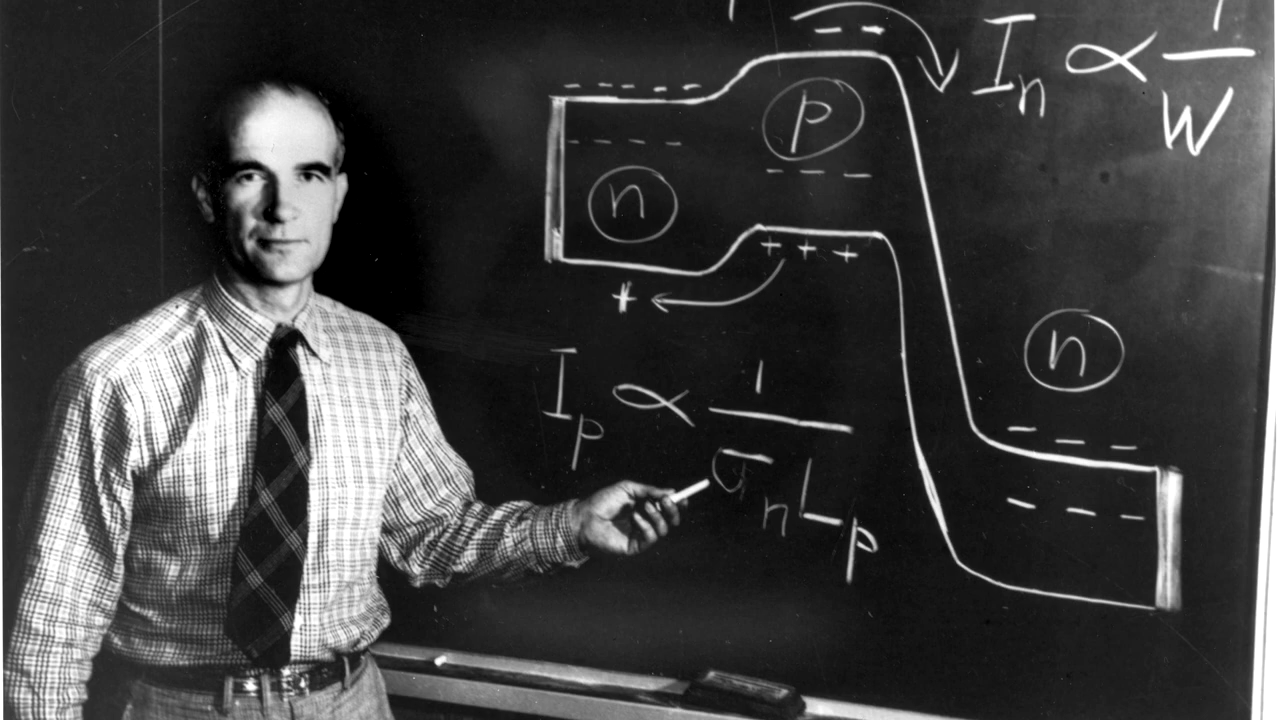 I_n ∝ 1/W
p
n
n
I_p ∝ 1/(σ_n L_p)